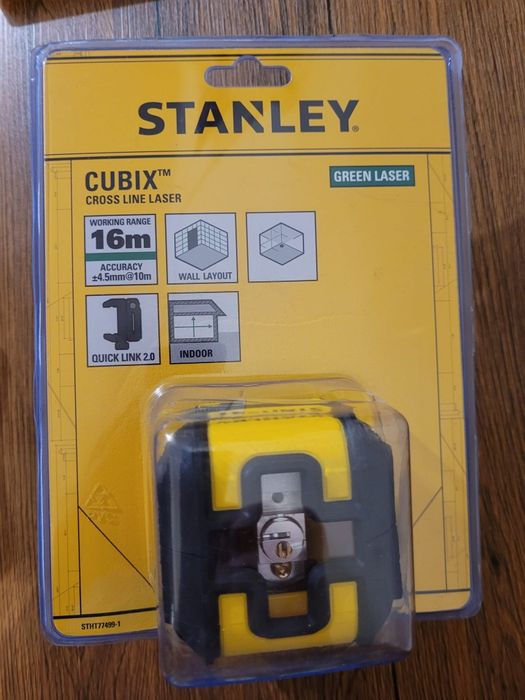 STANLEY®
CUBIX™
CROSS LINE LASER
GREEN LASER
WORKING RANGE
16m
ACCURACY
±4.5mm@10m
WALL LAYOUT
QUICK LINK 2.0
INDOOR
STANLEY
STHT77499-1